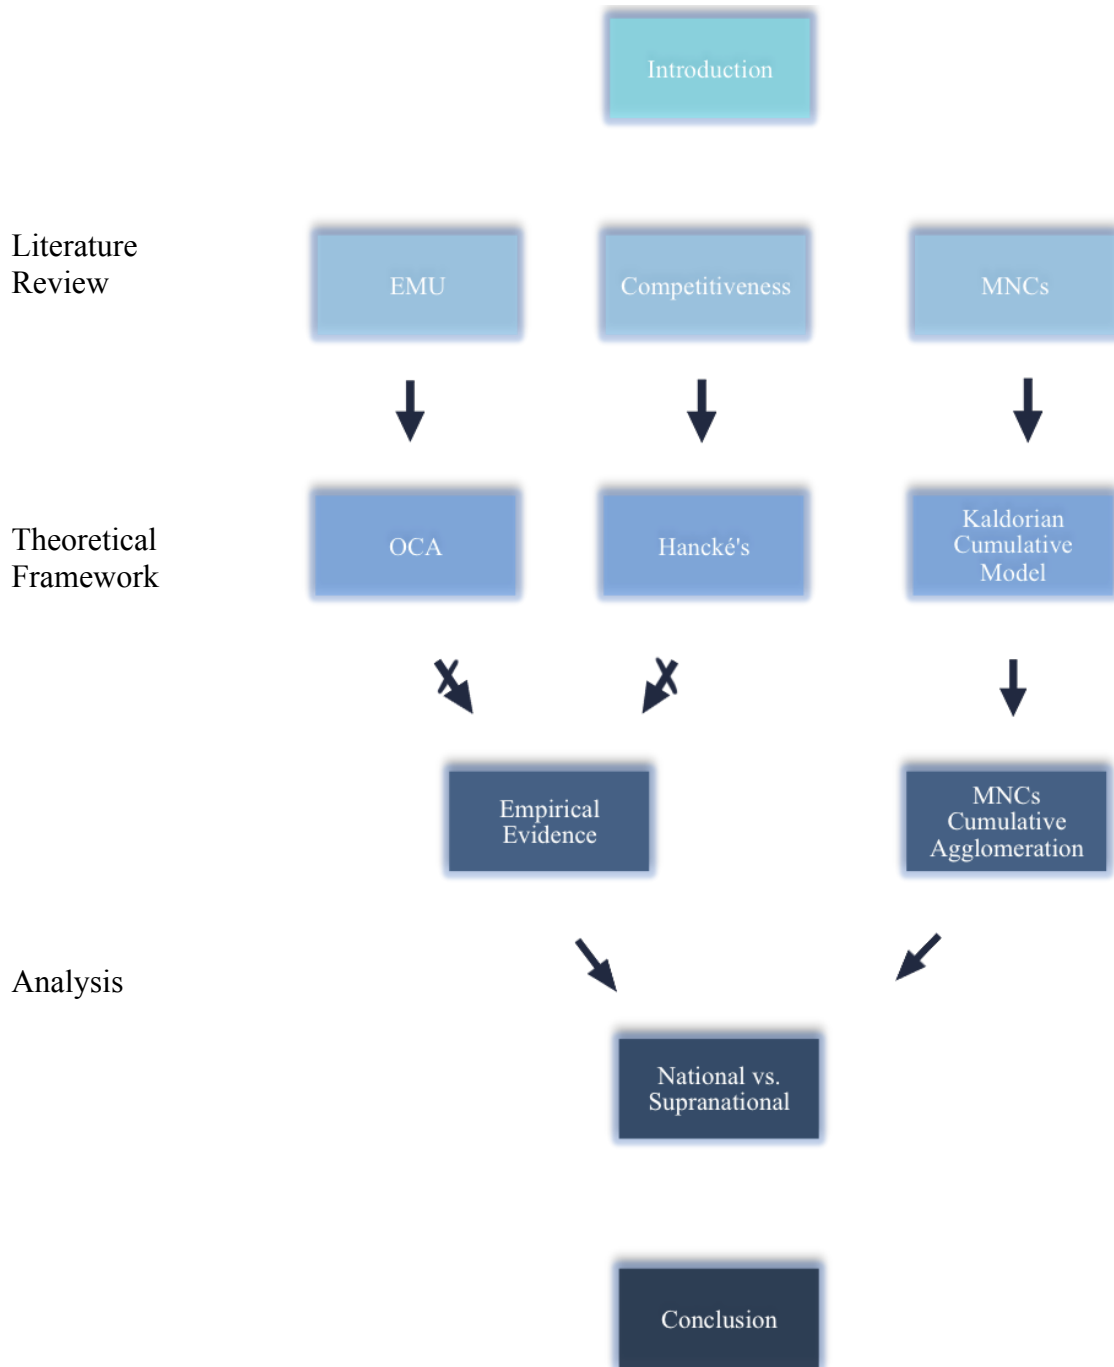 Introduction
Literature
Review
EMU
Competitiveness
MNCs
Theoretical
Framework
OCA
Hancké's
Kaldorian
Cumulative
Model
Empirical
Evidence
MNCs
Cumulative
Agglomeration
Analysis
National vs.
Supranational
Conclusion